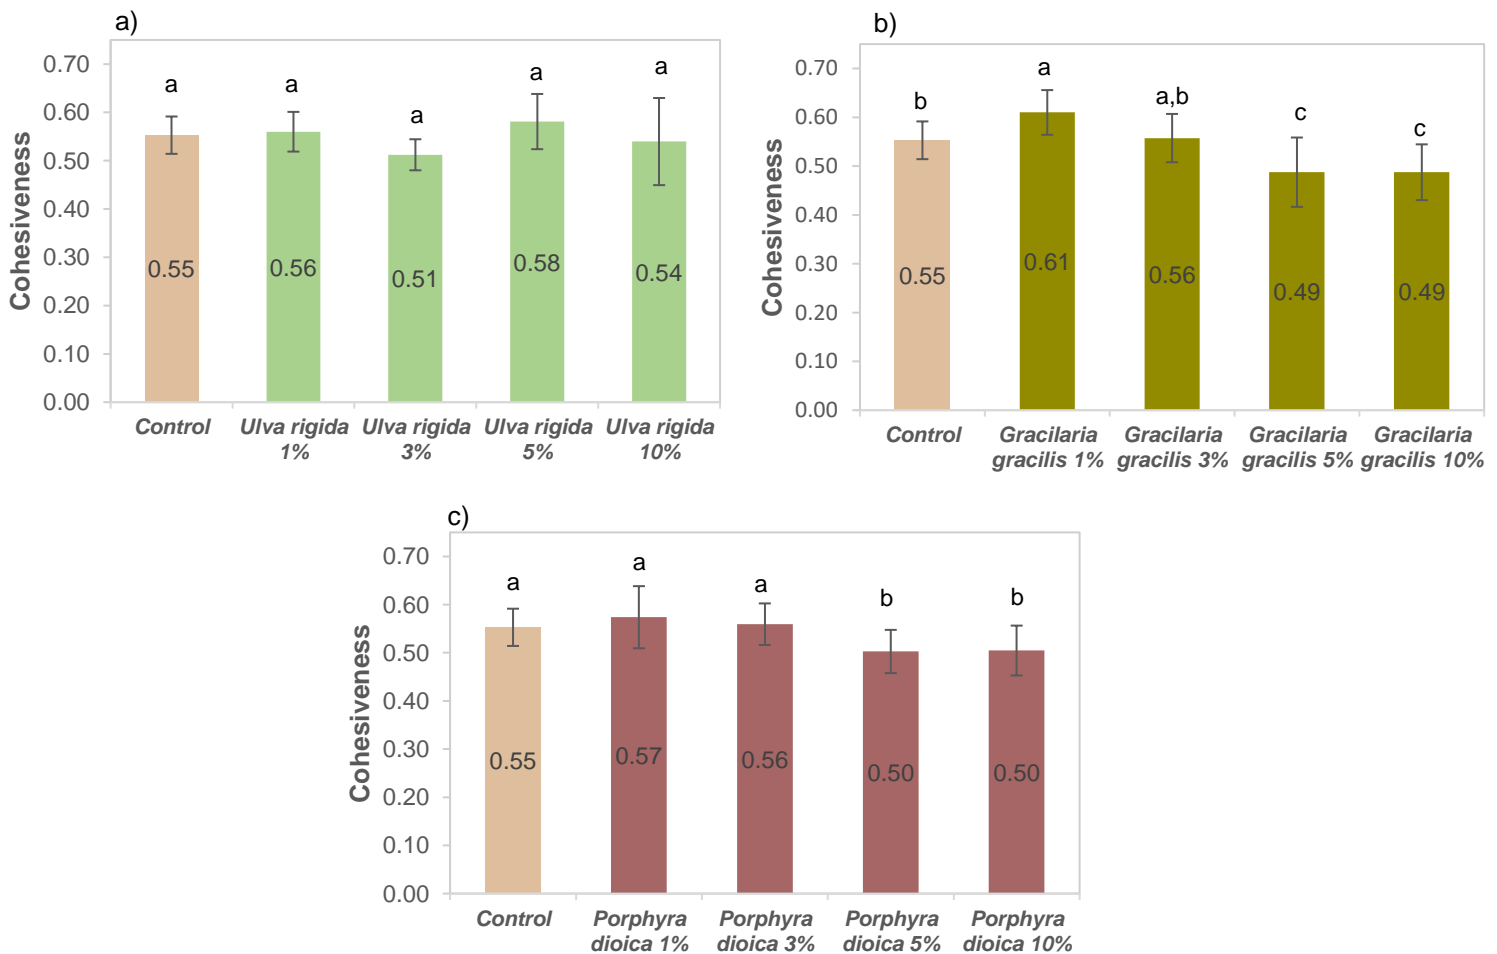 a)
Cohesiveness
0.70
0.60
0.50
0.40
0.30
0.20
0.10
0.00
a
a
a
a
a
0.55
0.56
0.51
0.58
0.54
Control
Ulva rigida
1%
Ulva rigida
3%
Ulva rigida
5%
Ulva rigida
10%
b)
Cohesiveness
0.70
0.60
0.50
0.40
0.30
0.20
0.10
0.00
b
a
a,b
c
c
0.55
0.61
0.56
0.49
0.49
Control
Gracilaria
gracilis 1%
Gracilaria
gracilis 3%
Gracilaria
gracilis 5%
Gracilaria
gracilis 10%
c)
Cohesiveness
0.70
0.60
0.50
0.40
0.30
0.20
0.10
0.00
a
a
a
b
b
0.55
0.57
0.56
0.50
0.50
Control
Porphyra
dioica 1%
Porphyra
dioica 3%
Porphyra
dioica 5%
Porphyra
dioica 10%